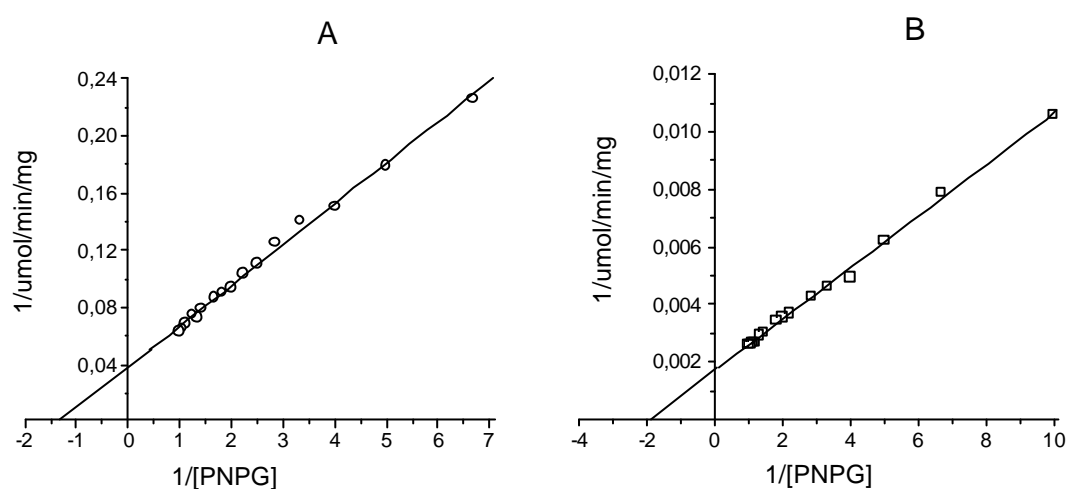 A
1/umol/min/mg
0,24
0,20
0,16
0,12
0,08
0,04
-2 -1 0 1 2 3 4 5 6 7
1/[PNPG]
B
1/umol/min/mg
0,012
0,010
0,008
0,006
0,004
0,002
-4 -2 0 2 4 6 8 10
1/[PNPG]